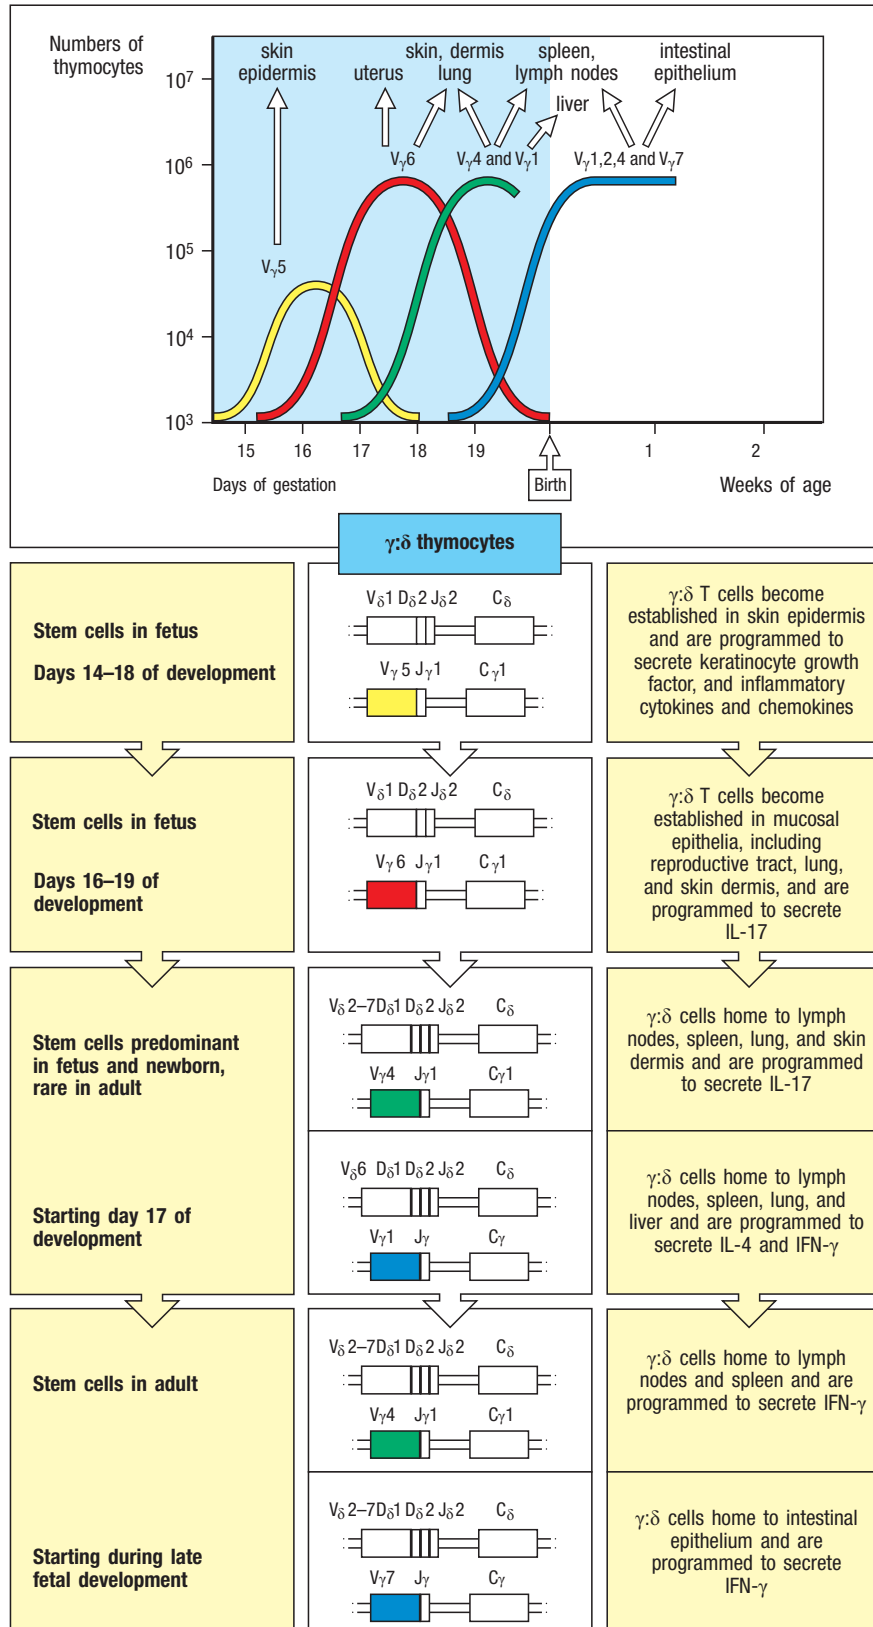 Numbers of
thymocytes
10⁷
10⁶
10⁵
10⁴
10³
skin
epidermis
uterus
skin, dermis
lung
spleen,
lymph nodes
liver
intestinal
epithelium
Vγ5
Vγ6
Vγ4 and Vγ1
Vγ1,2,4 and Vγ7
15 16 17 18 19 1 2
Days of gestation
Birth
Weeks of age
γ:δ thymocytes
Stem cells in fetus
Days 14–18 of development
Vδ1 Dδ2 Jδ2 Cδ
Vγ5 Jγ1 Cγ1
γ:δ T cells become
established in skin epidermis
and are programmed to
secrete keratinocyte growth
factor, and inflammatory
cytokines and chemokines
Stem cells in fetus
Days 16–19 of
development
Vδ1 Dδ2 Jδ2 Cδ
Vγ6 Jγ1 Cγ1
γ:δ T cells become
established in mucosal
epithelia, including
reproductive tract, lung,
and skin dermis, and are
programmed to secrete
IL-17
Stem cells predominant
in fetus and newborn,
rare in adult
Vδ2–7Dδ1 Dδ2 Jδ2 Cδ
Vγ4 Jγ1 Cγ1
γ:δ cells home to lymph
nodes, spleen, lung, and skin
dermis and are programmed
to secrete IL-17
Starting day 17 of
development
Vδ6 Dδ1 Dδ2 Jδ2 Cδ
Vγ1 Jγ Cγ
γ:δ cells home to lymph
nodes, spleen, lung, and
liver and are programmed to
secrete IL-4 and IFN-γ
Stem cells in adult
Vδ2–7Dδ1 Dδ2 Jδ2 Cδ
Vγ4 Jγ1 Cγ1
γ:δ cells home to lymph
nodes and spleen and are
programmed to secrete IFN-γ
Starting during late
fetal development
Vδ2–7Dδ1 Dδ2 Jδ2 Cδ
Vγ7 Jγ Cγ
γ:δ cells home to intestinal
epithelium and are
programmed to secrete
IFN-γ